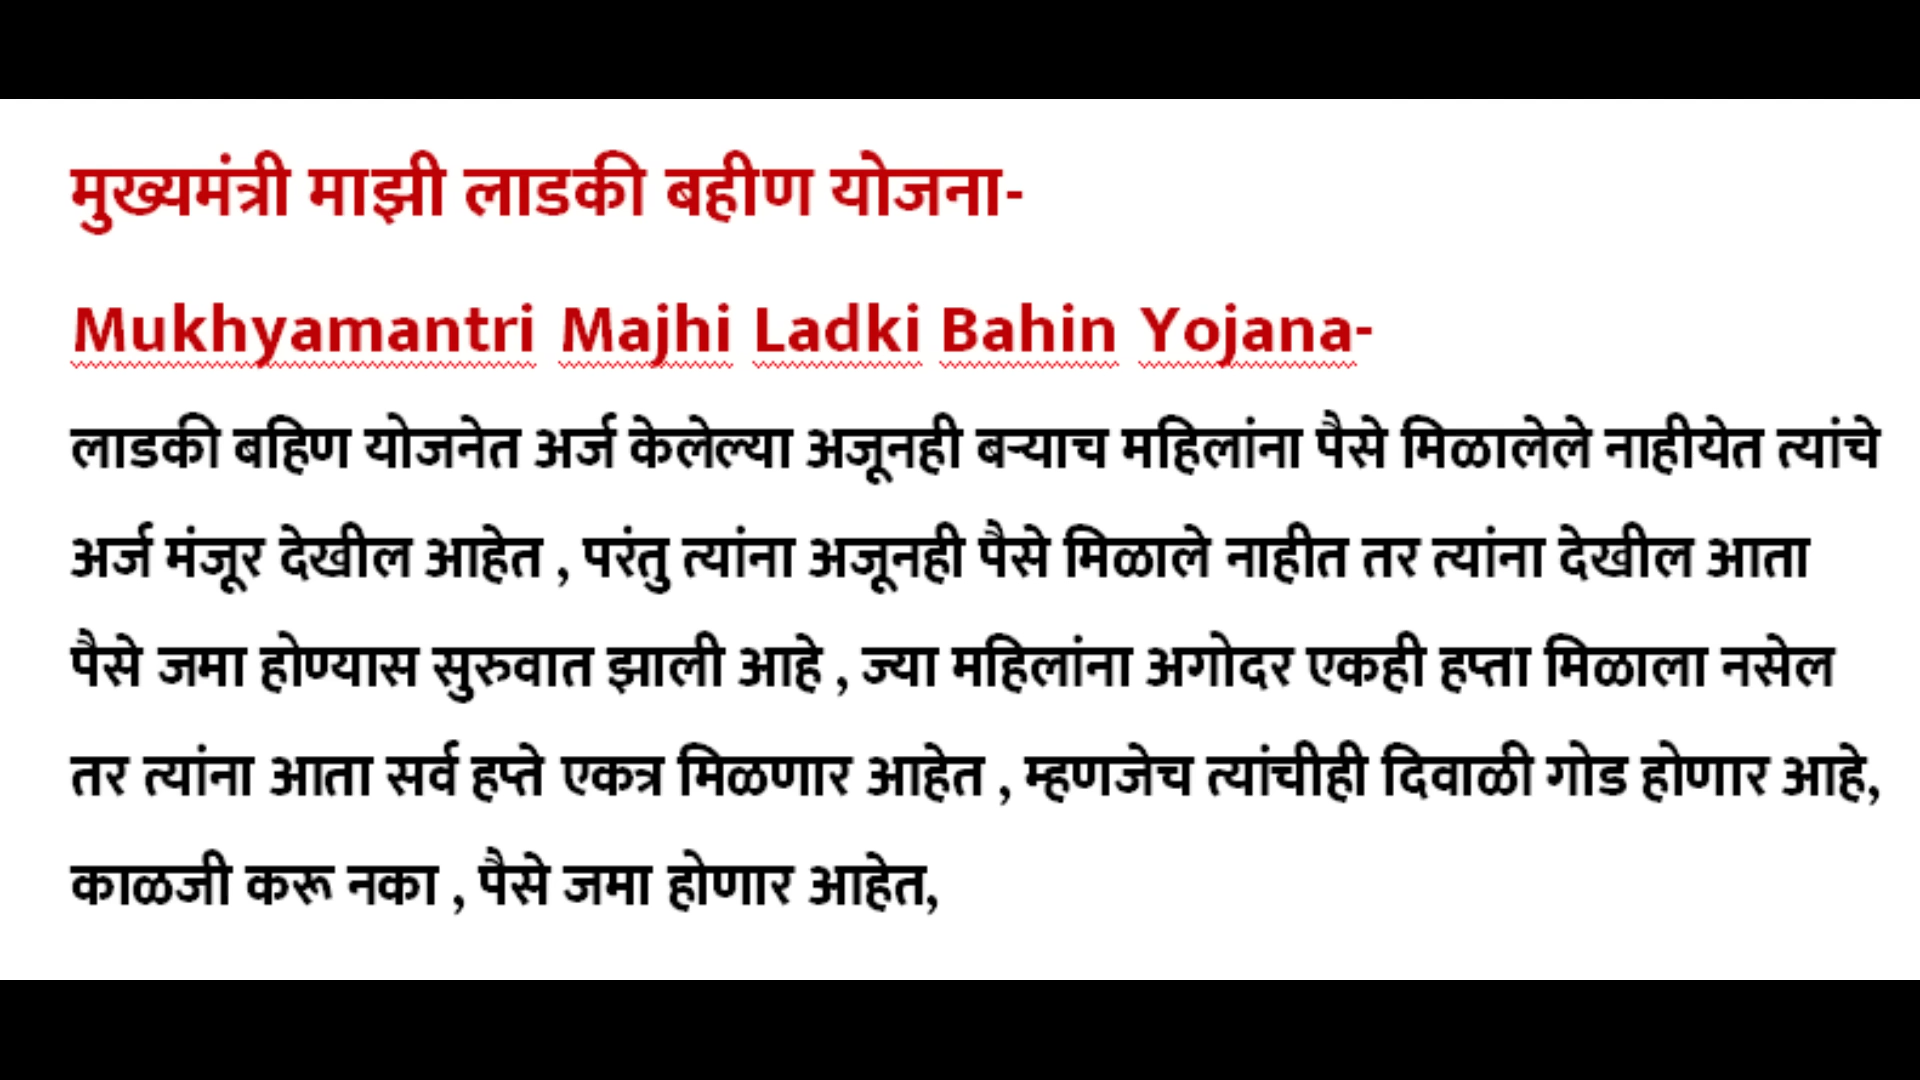 मुख्यमंत्री माझी लाडकी बहीण योजना-
Mukhyamantri Majhi Ladki Bahin Yojana-
लाडकी बहिण योजनेत अर्ज केलेल्या अजूनही बऱ्याच महिलांना पैसे मिळालेले नाहीयेत त्यांचे
अर्ज मंजूर देखील आहेत , परंतु त्यांना अजूनही पैसे मिळाले नाहीत तर त्यांना देखील आता
पैसे जमा होण्यास सुरुवात झाली आहे , ज्या महिलांना अगोदर एकही हप्ता मिळाला नसेल
तर त्यांना आता सर्व हप्ते एकत्र मिळणार आहेत , म्हणजेच त्यांचीही दिवाळी गोड होणार आहे,
काळजी करू नका , पैसे जमा होणार आहेत,